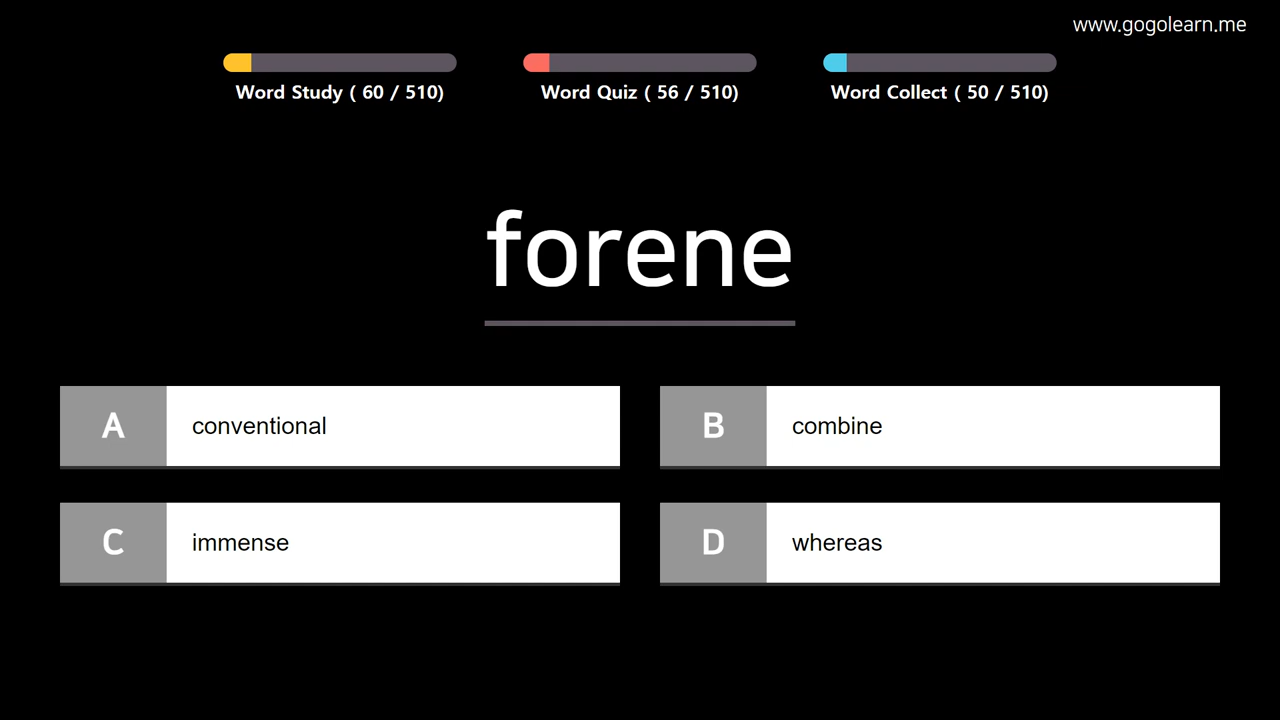 www.gogolearn.me
Word Study ( 60 / 510)
Word Quiz ( 56 / 510)
Word Collect ( 50 / 510)
forene
A conventional
B combine
C immense
D whereas